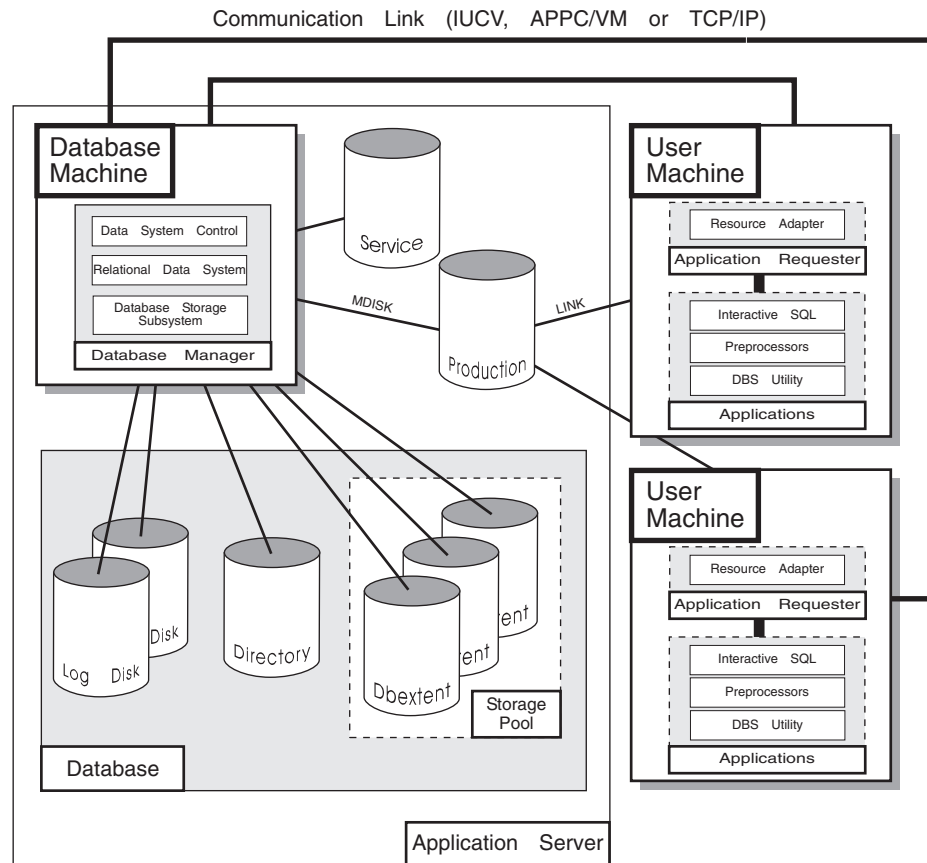 Communication Link (IUCV, APPC/VM or TCP/IP)
Database
Machine
Data System Control
Relational Data System
Database Storage
Subsystem
Database Manager
Service
MDISK
Production
LINK
User
Machine
Resource Adapter
Application Requester
Interactive SQL
Preprocessors
DBS Utility
Applications
User
Machine
Resource Adapter
Application Requester
Interactive SQL
Preprocessors
DBS Utility
Applications
Disk
Log Disk
Directory
ent
ent
Dbextent
Storage
Pool
Database
Application Server